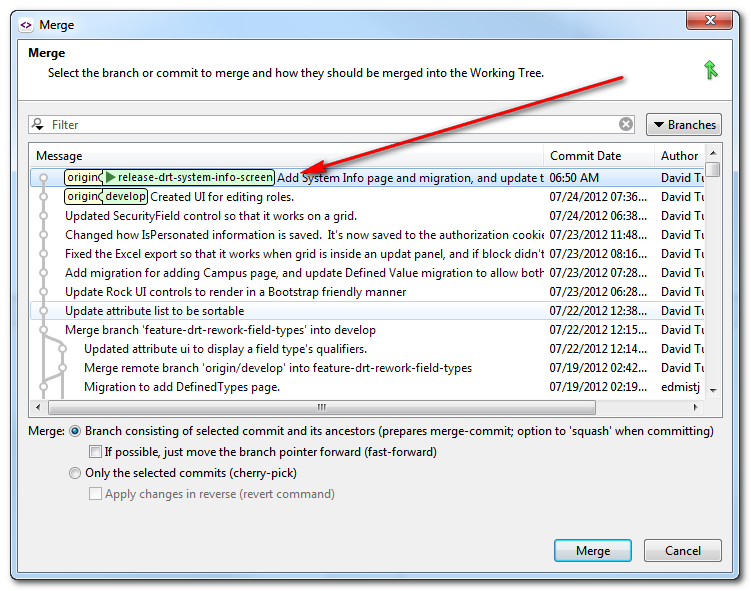 Merge
Merge
Select the branch or commit to merge and how they should be merged into the Working Tree.
Filter
Branches
Message Commit Date Author
origin release-drt-system-info-screen Add System Info page and migration, and update t 06:50 AM David Tu
origin develop Created UI for editing roles. 07/24/2012 07:36... David Tu
Updated SecurityField control so that it works on a grid. 07/24/2012 06:38... David Tu
Changed how IsPersonated information is saved. It's now saved to the authorization cookie 07/23/2012 11:48... David Tu
Fixed the Excel export so that it works when grid is inside an updat panel, and if block didn't 07/23/2012 08:16... David Tu
Add migration for adding Campus page, and update Defined Value migration to allow both 07/23/2012 07:28... David Tu
Update Rock UI controls to render in a Bootstrap friendly manner 07/23/2012 06:28... David Tu
Update attribute list to be sortable 07/22/2012 12:38... David Tu
Merge branch 'feature-drt-rework-field-types' into develop 07/22/2012 12:15... David Tu
Updated attribute ui to display a field type's qualifiers. 07/22/2012 12:14... David Tu
Merge remote branch 'origin/develop' into feature-drt-rework-field-types 07/19/2012 02:42... David Tu
Migration to add DefinedTypes page. 07/19/2012 02:19... edmistj
Merge: Branch consisting of selected commit and its ancestors (prepares merge-commit; option to 'squash' when committing)
If possible, just move the branch pointer forward (fast-forward)
Only the selected commits (cherry-pick)
Apply changes in reverse (revert command)
Merge Cancel